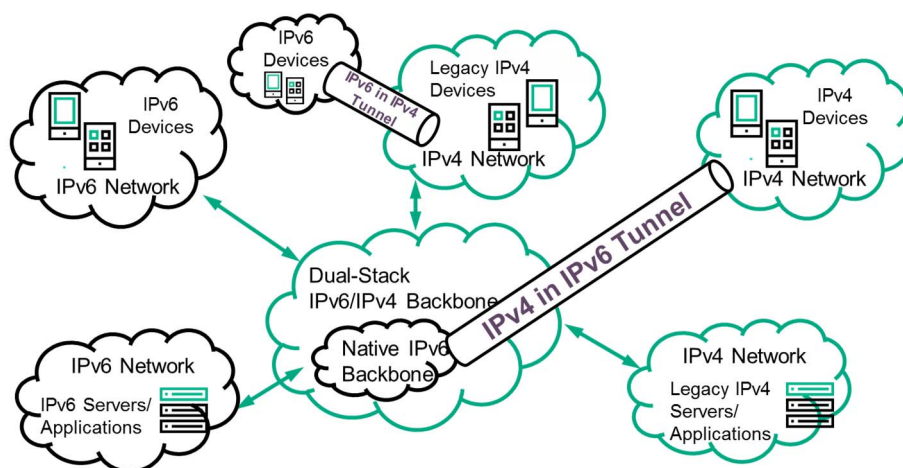 IPv6
Devices
IPv6 in IPv4
Tunnel
Legacy IPv4
Devices
IPv4 Network
IPv6
Devices
IPv6 Network
IPv4
Devices
IPv4 Network
Dual-Stack
IPv6/IPv4 Backbone
IPv4 in IPv6 Tunnel
Native IPv6
Backbone
IPv6 Network
IPv6 Servers/
Applications
IPv4 Network
Legacy IPv4
Servers/
Applications